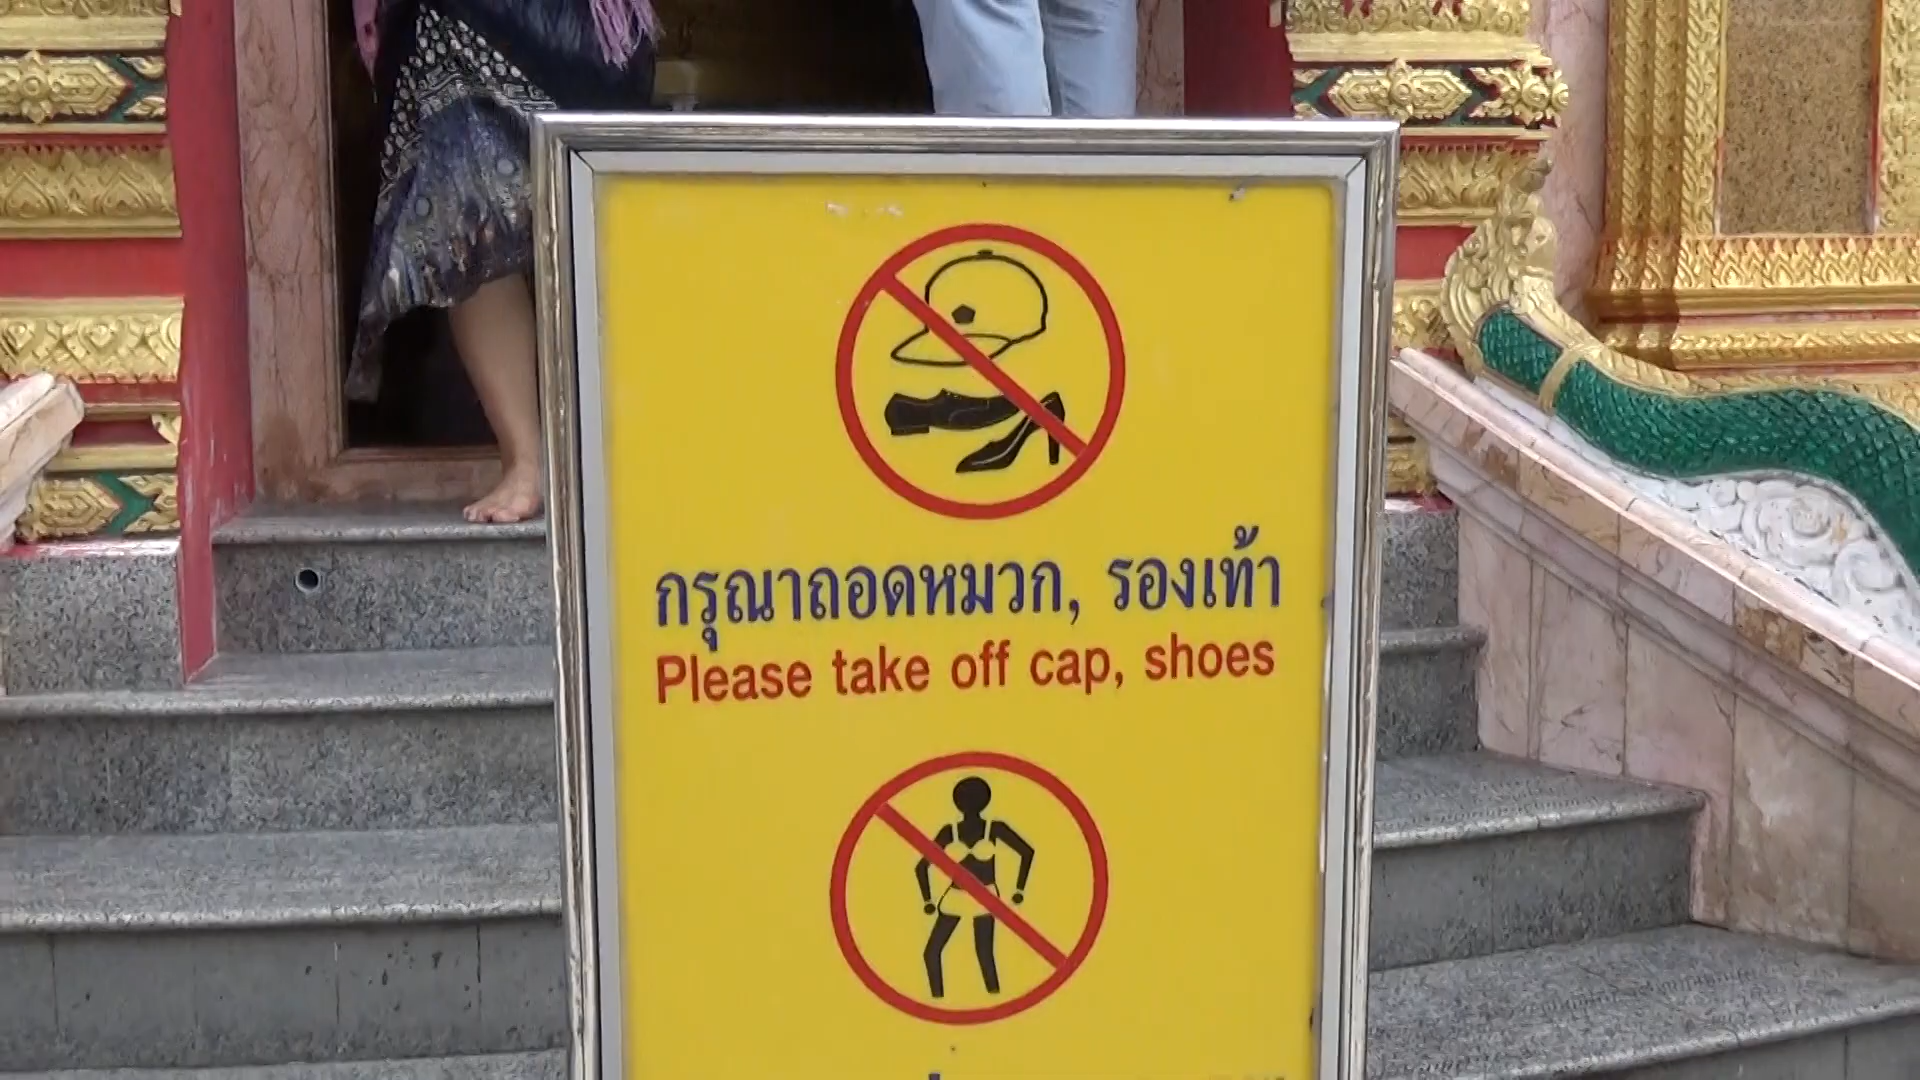 กรุณาถอดหมวก, รองเท้า
Please take off cap, shoes